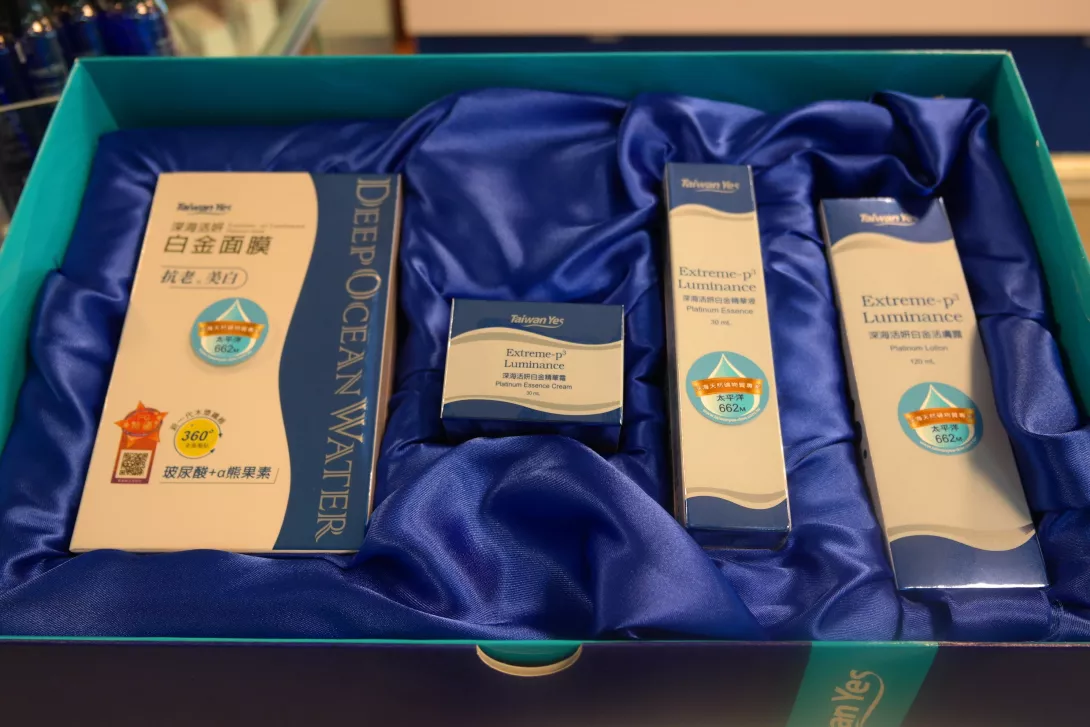 Taiwan Yes
深海活妍
白金面膜
抗老、美白
太平洋
662M
360°
玻尿酸+α熊果素
DEEP OCEAN WATER
Taiwan Yes
Extreme-p³
Luminance
深海活妍白金精華霜
Platinum Essence Cream
30 mL
Taiwan Yes
Extreme-p³
Luminance
深海活妍白金精華液
Platinum Essence
30 mL
太平洋
662M
Taiwan Yes
Extreme-p³
Luminance
深海活妍白金活膚露
Platinum Lotion
120 mL
太平洋
662M
an Yes